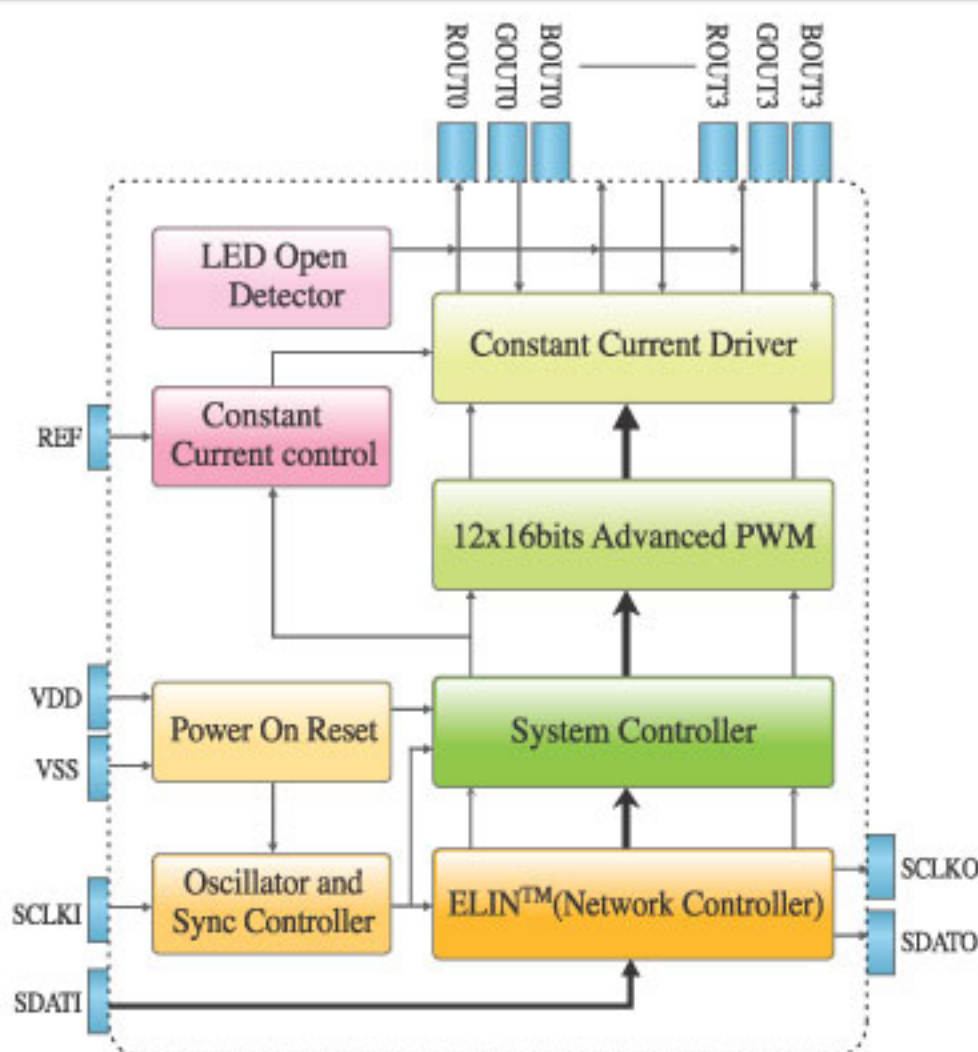 ROUT0
GOUT0
BOUT0
ROUT3
GOUT3
BOUT3
LED Open
Detector
Constant Current Driver
REF
Constant
Current control
12x16bits Advanced PWM
VDD
VSS
Power On Reset
System Controller
SCLKI
Oscillator and
Sync Controller
ELIN™(Network Controller)
SCLKO
SDATO
SDATI